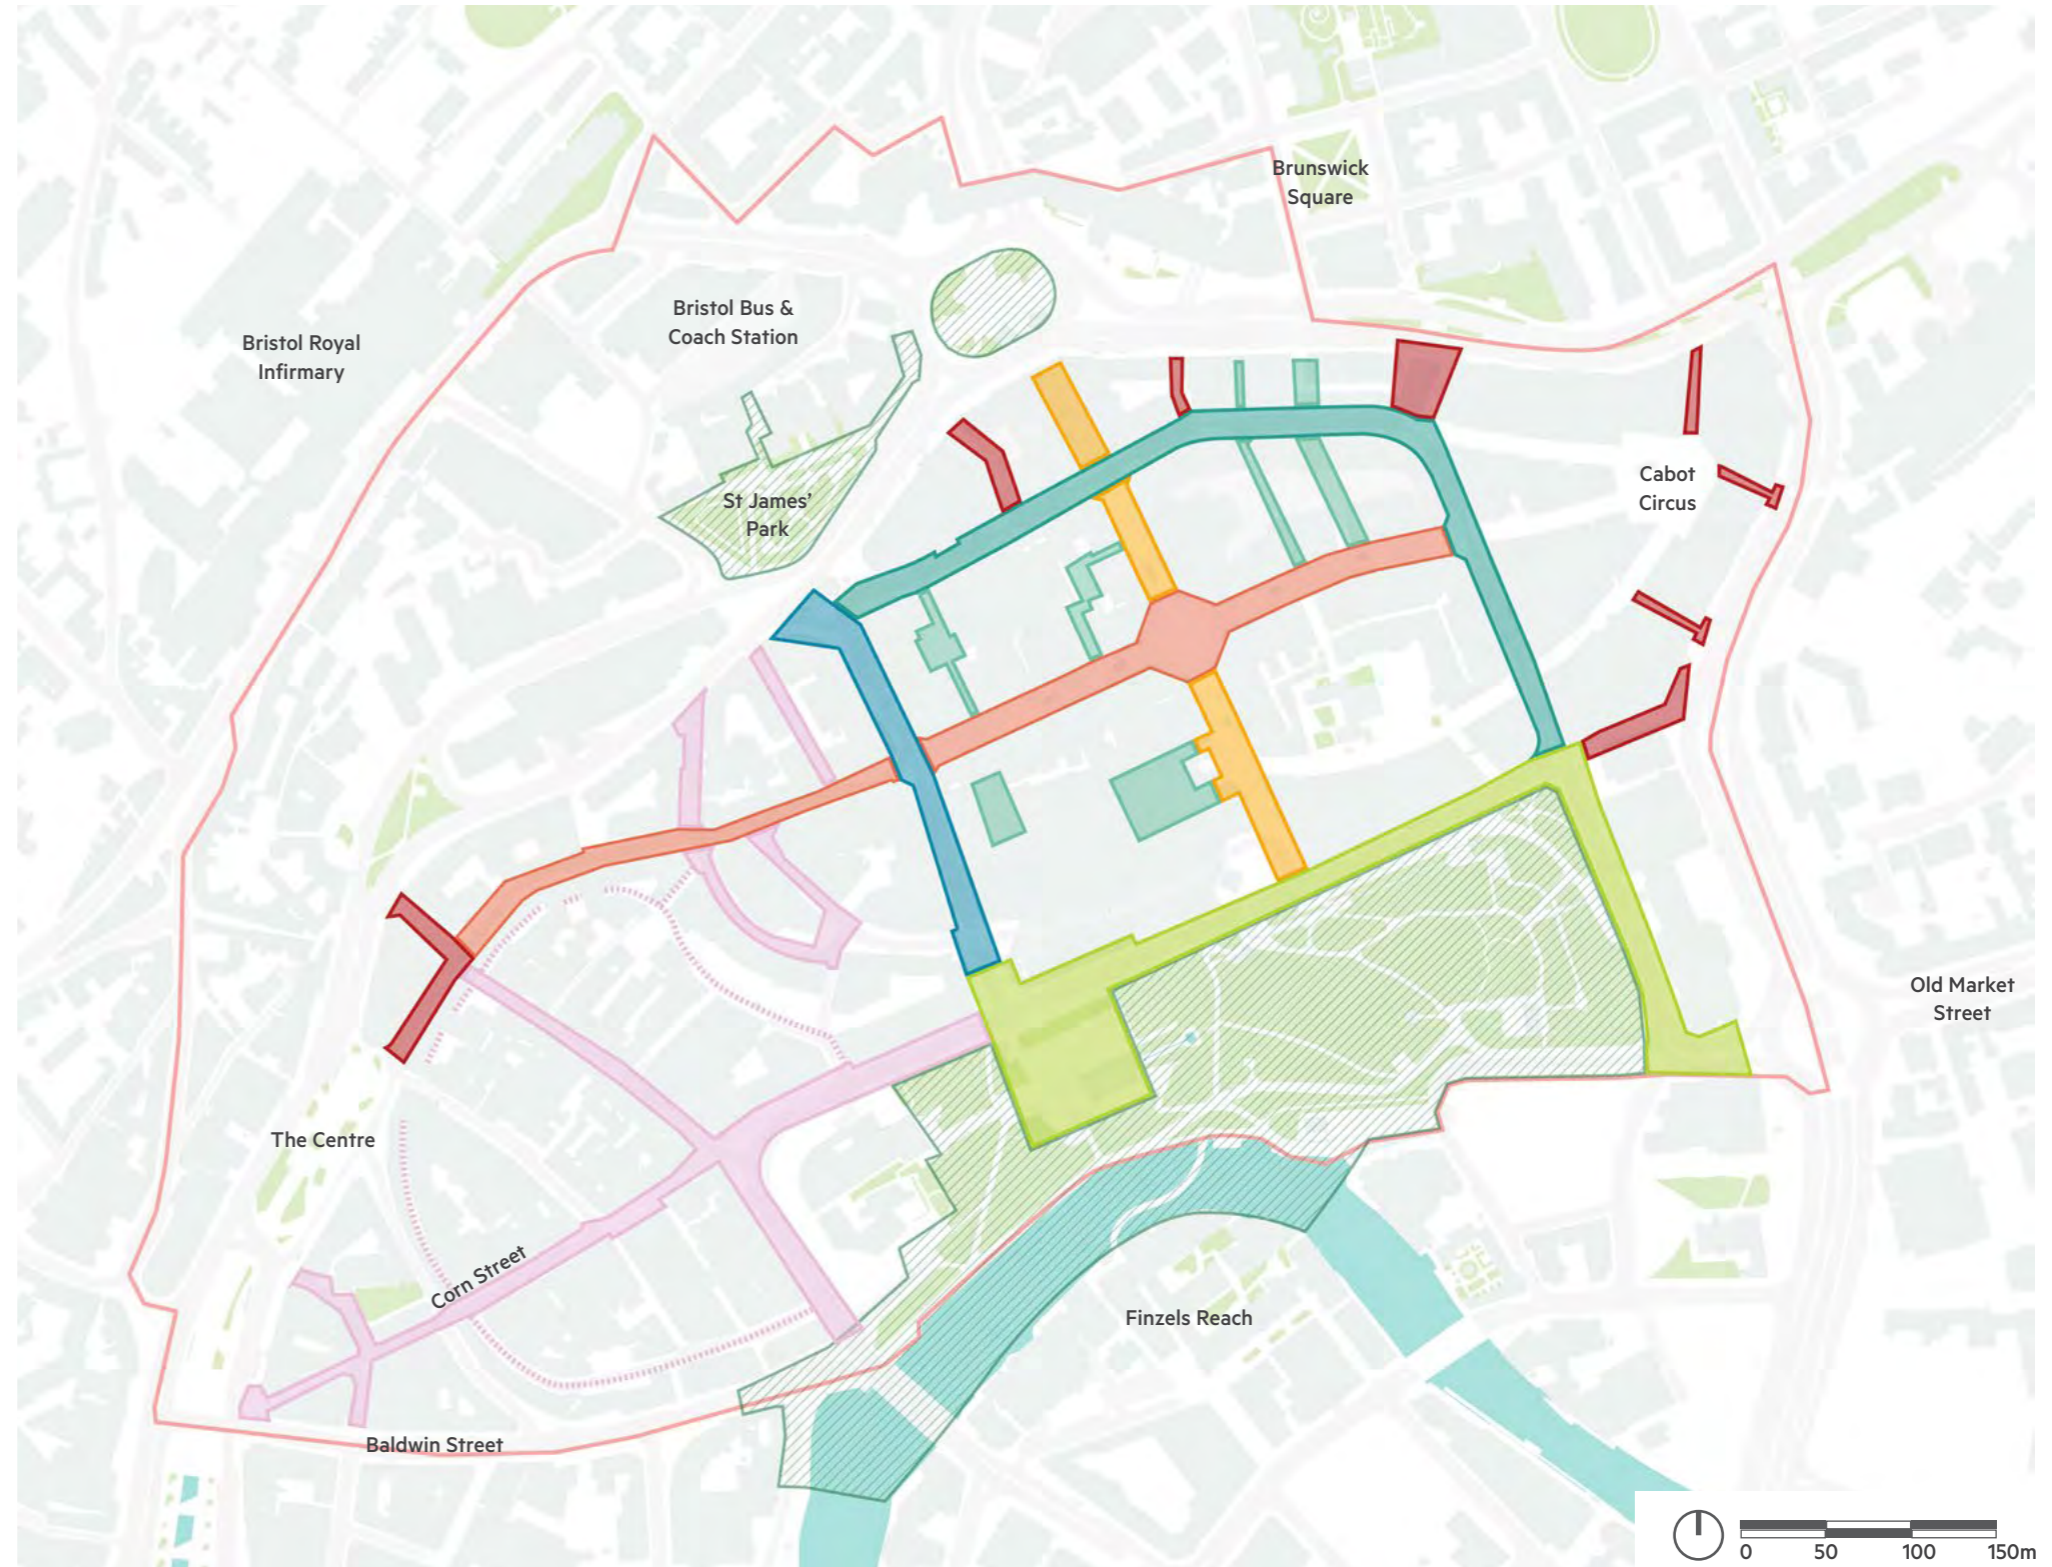 Brunswick
Square
Bristol Bus &
Coach Station
Bristol Royal
Infirmary
St James'
Park
Cabot
Circus
Old Market
Street
The Centre
Corn Street
Finzels Reach
Baldwin Street
0 50 100 150m